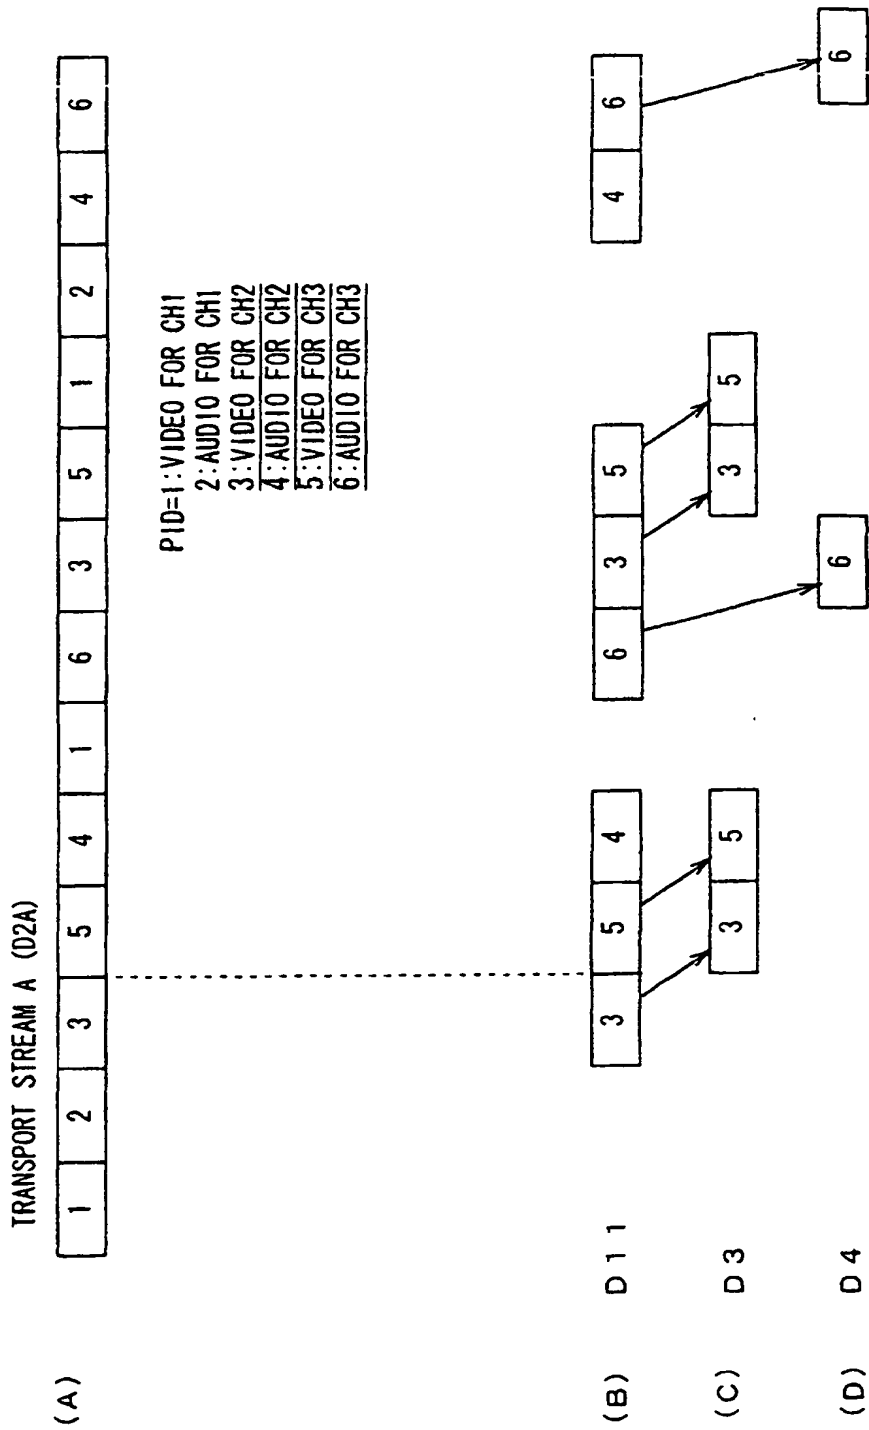 TRANSPORT STREAM A (D2A)
(A) 1 2 3 5 4 1 6 3 5 1 2 4 6
PID=1:VIDEO FOR CH1
2:AUDIO FOR CH1
3:VIDEO FOR CH2
4:AUDIO FOR CH2
5:VIDEO FOR CH3
6:AUDIO FOR CH3
(B) D11 3 5 4 6 3 5 4 6
(C) D3 3 5 3 5
(D) D4 6 6